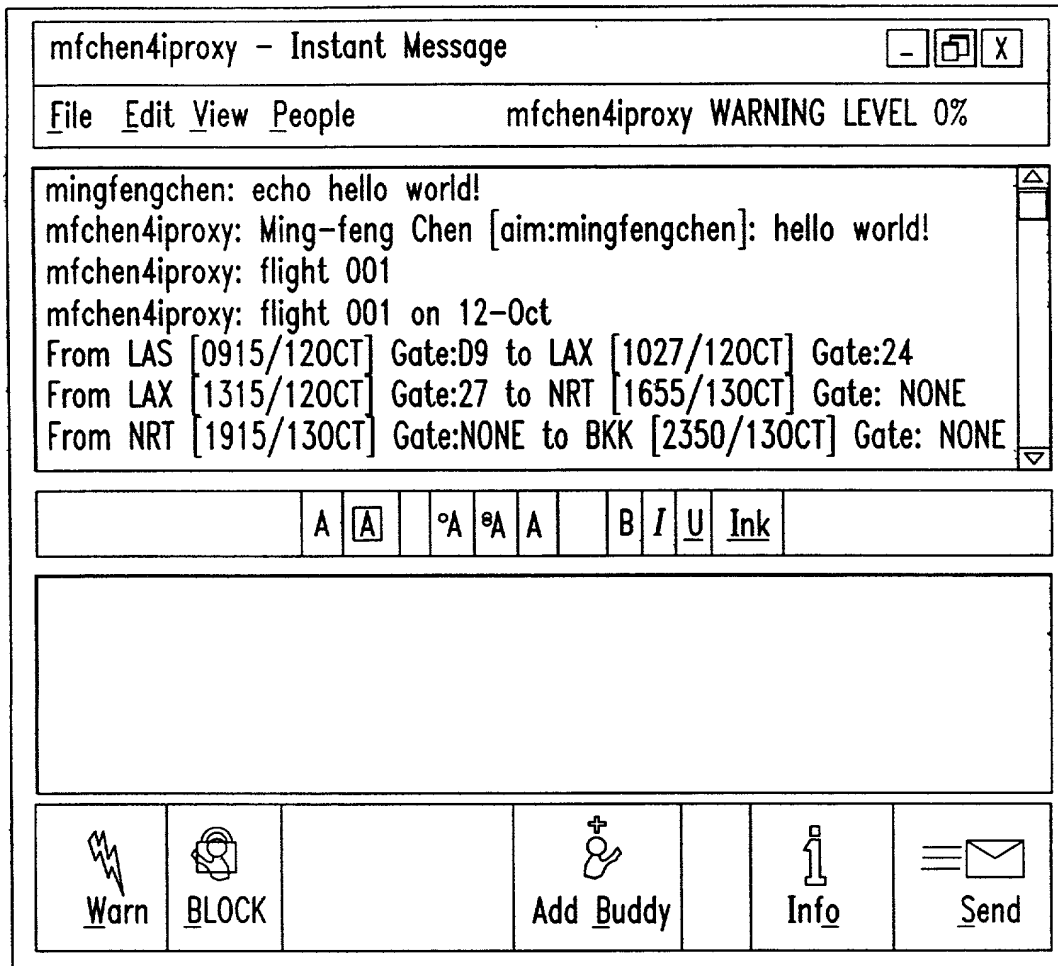 mfchen4iproxy - Instant Message
File Edit View People mfchen4iproxy WARNING LEVEL 0%
mingfengchen: echo hello world!
mfchen4iproxy: Ming-feng Chen [aim:mingfengchen]: hello world!
mfchen4iproxy: flight 001
mfchen4iproxy: flight 001 on 12-Oct
From LAS [0915/12OCT] Gate:D9 to LAX [1027/12OCT] Gate:24
From LAX [1315/12OCT] Gate:27 to NRT [1655/13OCT] Gate: NONE
From NRT [1915/13OCT] Gate:NONE to BKK [2350/13OCT] Gate: NONE
A A A A A B I U Ink
Warn BLOCK Add Buddy Info Send